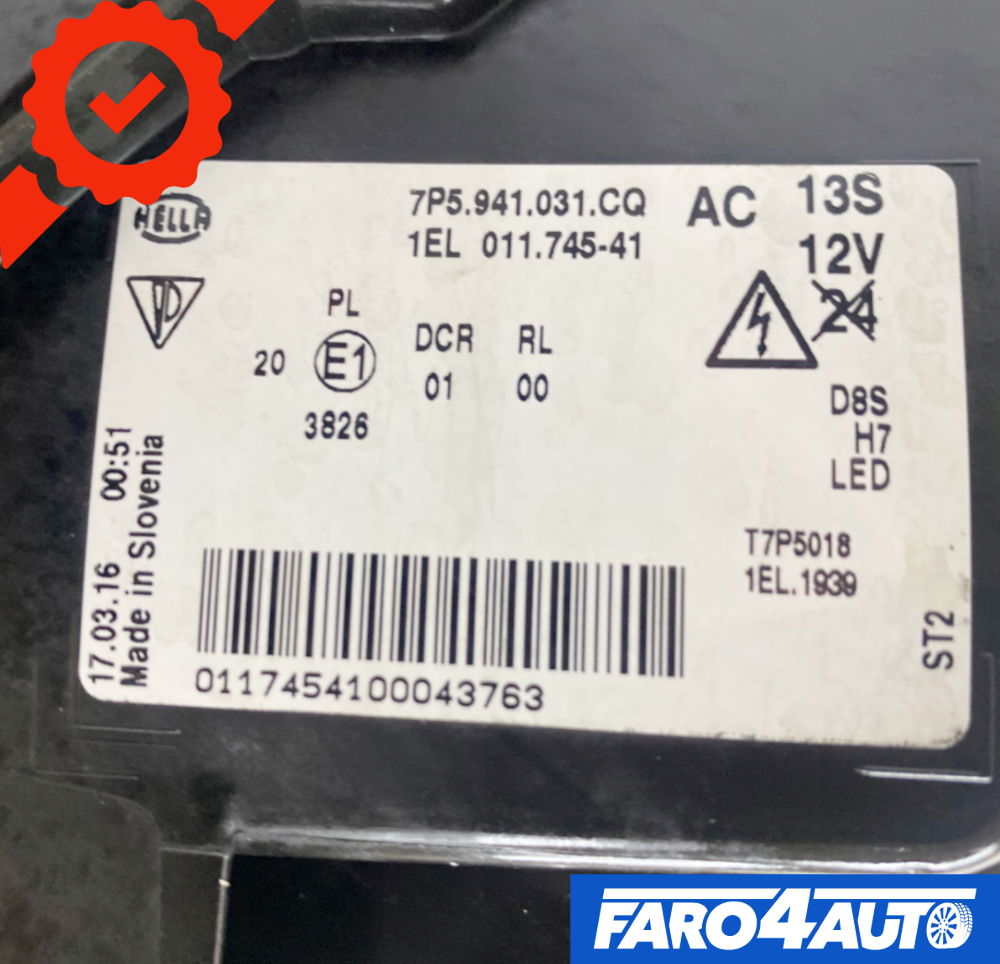 HELLA
7P5.941.031.CQ
1EL 011.745-41
AC
13S
12V
24
PL
20
E1
3826
DCR
01
RL
00
D8S
H7
LED
T7P5018
1EL.1939
ST2
17.03.16 00:51
Made in Slovenia
0117454100043763
FARO4AUTO